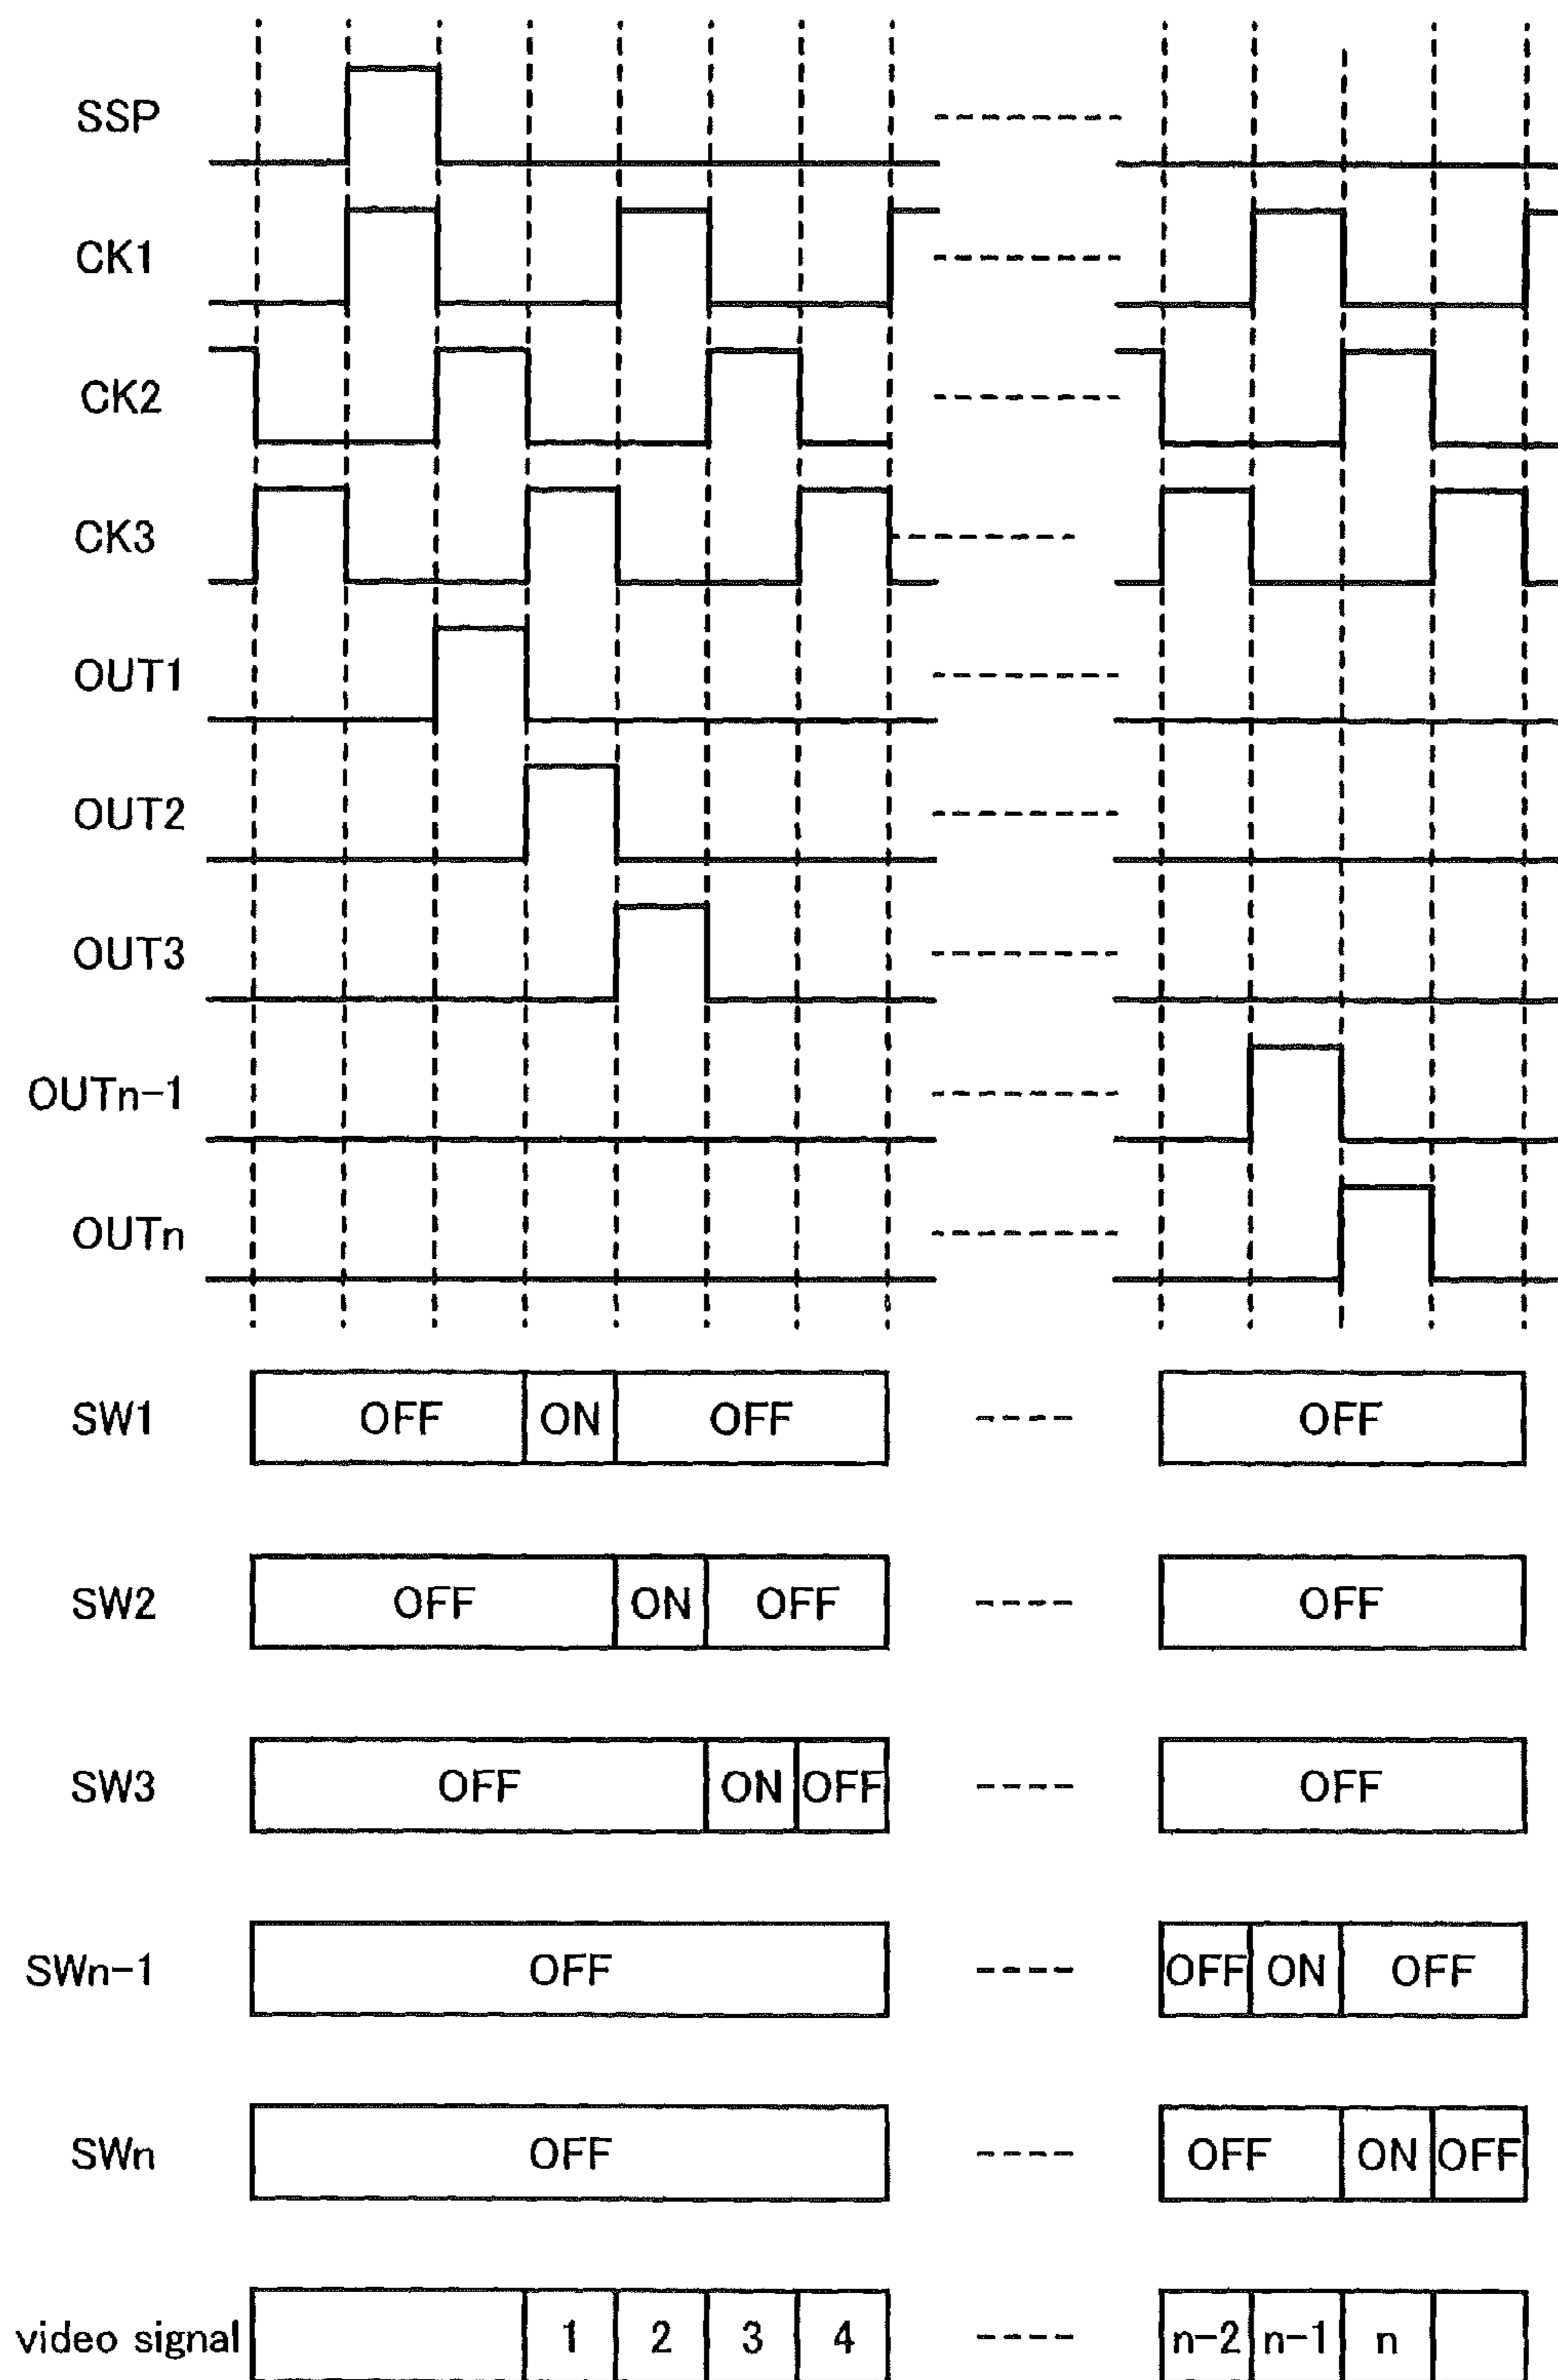 SSP
CK1
CK2
CK3
OUT1
OUT2
OUT3
OUTn-1
OUTn
SW1 OFF ON OFF OFF
SW2 OFF ON OFF OFF
SW3 OFF ON OFF OFF
SWn-1 OFF OFF ON OFF
SWn OFF OFF ON OFF
video signal 1 2 3 4 n-2 n-1 n